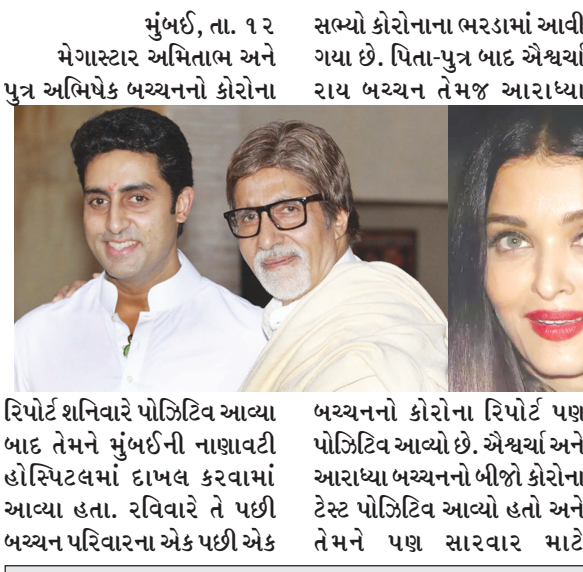 મુંબઈ, તા. ૧૨
મેગાસ્ટાર અમિતાભ અને
પુત્ર અભિષેક બચ્ચનનો કોરોના
રિપોર્ટ શનિવારે પોઝિટિવ આવ્યા
બાદ તેમને મુંબઈની નાણાવટી
હોસ્પિટલમાં દાખલ કરવામાં
આવ્યા હતા. રવિવારે તે પછી
બચ્ચન પરિવારના એક પછી એક
સભ્યો કોરોનાના ભરડામાં આવી
ગયા છે. પિતા-પુત્ર બાદ ઐશ્વર્યા
રાય બચ્ચન તેમજ આરાધ્યા
બચ્ચનનો કોરોના રિપોર્ટ પણ
પોઝિટિવ આવ્યો છે. ઐશ્વર્યા અને
આરાધ્યા બચ્ચનનો બીજો કોરોના
ટેસ્ટ પોઝિટિવ આવ્યો હતો અને
તેમને પણ સારવાર માટે